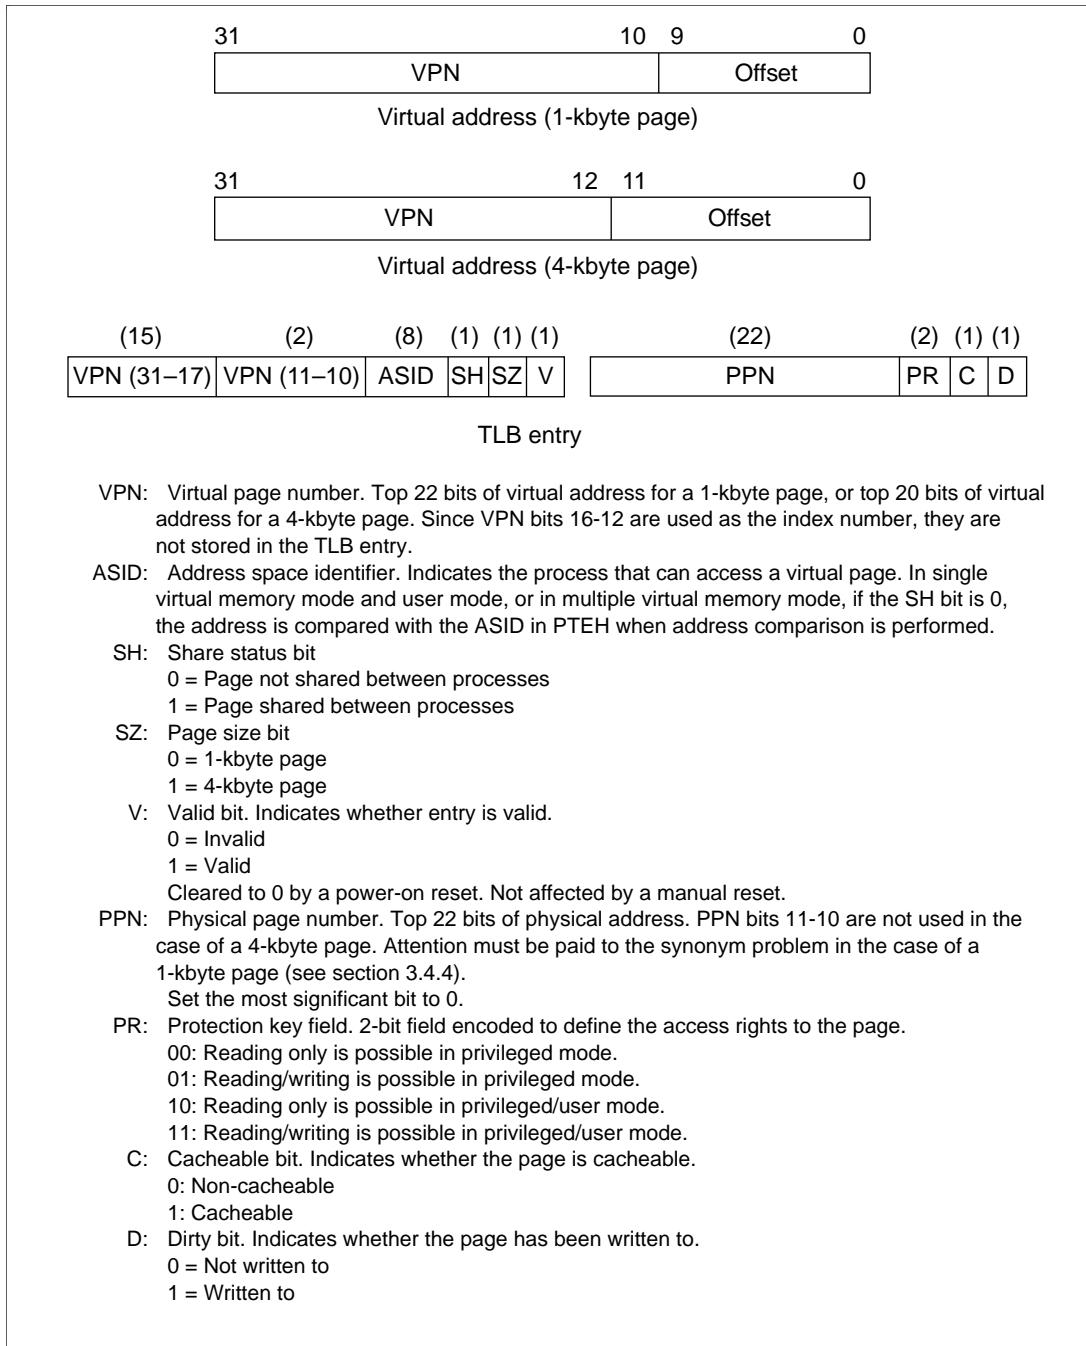 31 10 9 0
VPN Offset
Virtual address (1-kbyte page)
31 12 11 0
VPN Offset
Virtual address (4-kbyte page)
(15) (2) (8) (1) (1) (1) (22) (2) (1) (1)
VPN (31–17) VPN (11–10) ASID SH SZ V PPN PR C D
TLB entry
VPN: Virtual page number. Top 22 bits of virtual address for a 1-kbyte page, or top 20 bits of virtual
address for a 4-kbyte page. Since VPN bits 16-12 are used as the index number, they are
not stored in the TLB entry.
ASID: Address space identifier. Indicates the process that can access a virtual page. In single
virtual memory mode and user mode, or in multiple virtual memory mode, if the SH bit is 0,
the address is compared with the ASID in PTEH when address comparison is performed.
SH: Share status bit
0 = Page not shared between processes
1 = Page shared between processes
SZ: Page size bit
0 = 1-kbyte page
1 = 4-kbyte page
V: Valid bit. Indicates whether entry is valid.
0 = Invalid
1 = Valid
Cleared to 0 by a power-on reset. Not affected by a manual reset.
PPN: Physical page number. Top 22 bits of physical address. PPN bits 11-10 are not used in the
case of a 4-kbyte page. Attention must be paid to the synonym problem in the case of a
1-kbyte page (see section 3.4.4).
Set the most significant bit to 0.
PR: Protection key field. 2-bit field encoded to define the access rights to the page.
00: Reading only is possible in privileged mode.
01: Reading/writing is possible in privileged mode.
10: Reading only is possible in privileged/user mode.
11: Reading/writing is possible in privileged/user mode.
C: Cacheable bit. Indicates whether the page is cacheable.
0: Non-cacheable
1: Cacheable
D: Dirty bit. Indicates whether the page has been written to.
0 = Not written to
1 = Written to